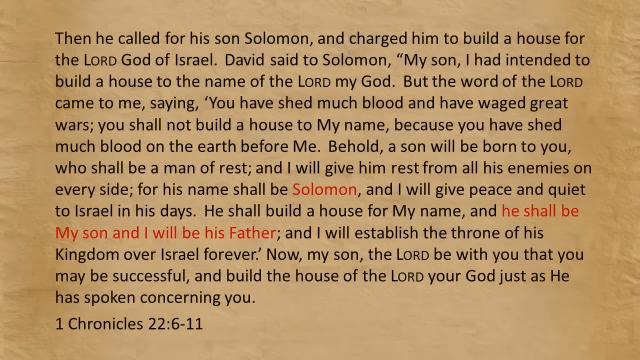 Then he called for his son Solomon, and charged him to build a house for
the LORD God of Israel.  David said to Solomon, “My son, I had intended to
build a house to the name of the LORD my God.  But the word of the LORD
came to me, saying, ‘You have shed much blood and have waged great
wars; you shall not build a house to My name, because you have shed
much blood on the earth before Me.  Behold, a son will be born to you,
who shall be a man of rest; and I will give him rest from all his enemies on
every side; for his name shall be Solomon, and I will give peace and quiet
to Israel in his days.  He shall build a house for My name, and he shall be
My son and I will be his Father; and I will establish the throne of his
Kingdom over Israel forever.’ Now, my son, the LORD be with you that you
may be successful, and build the house of the LORD your God just as He
has spoken concerning you.
1 Chronicles 22:6-11